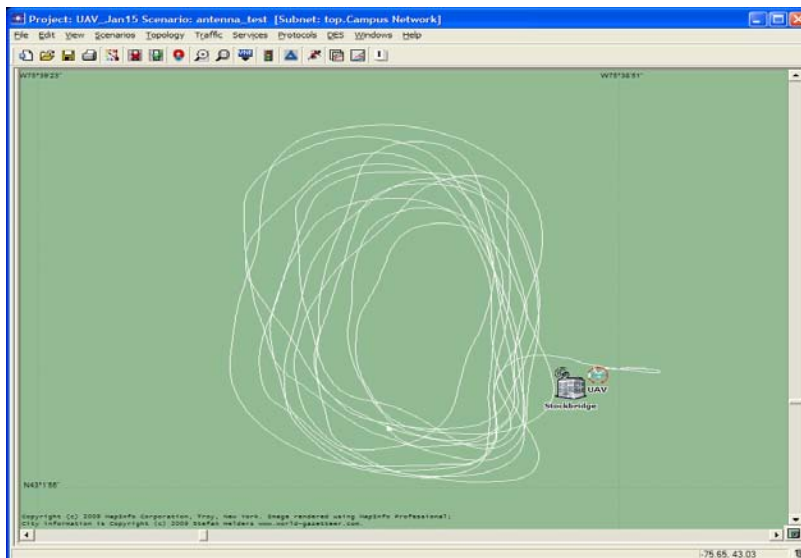 Project: UAV_Jan15 Scenario: antenna_test [Subnet: top.Campus Network]
File Edit View Scenarios Topology Traffic Services Protocols DES Windows Help
W75°39'23"
W75°38'51"
UAV
Stockbridge
N43°1'56"
Copyright (c) 2009 MapInfo Corporation, Troy, New York. Image rendered using MapInfo Professional;
City information is Copyright (c) 2009 Stefan Helders www.world-gazetteer.com.
-75.65, 43.03